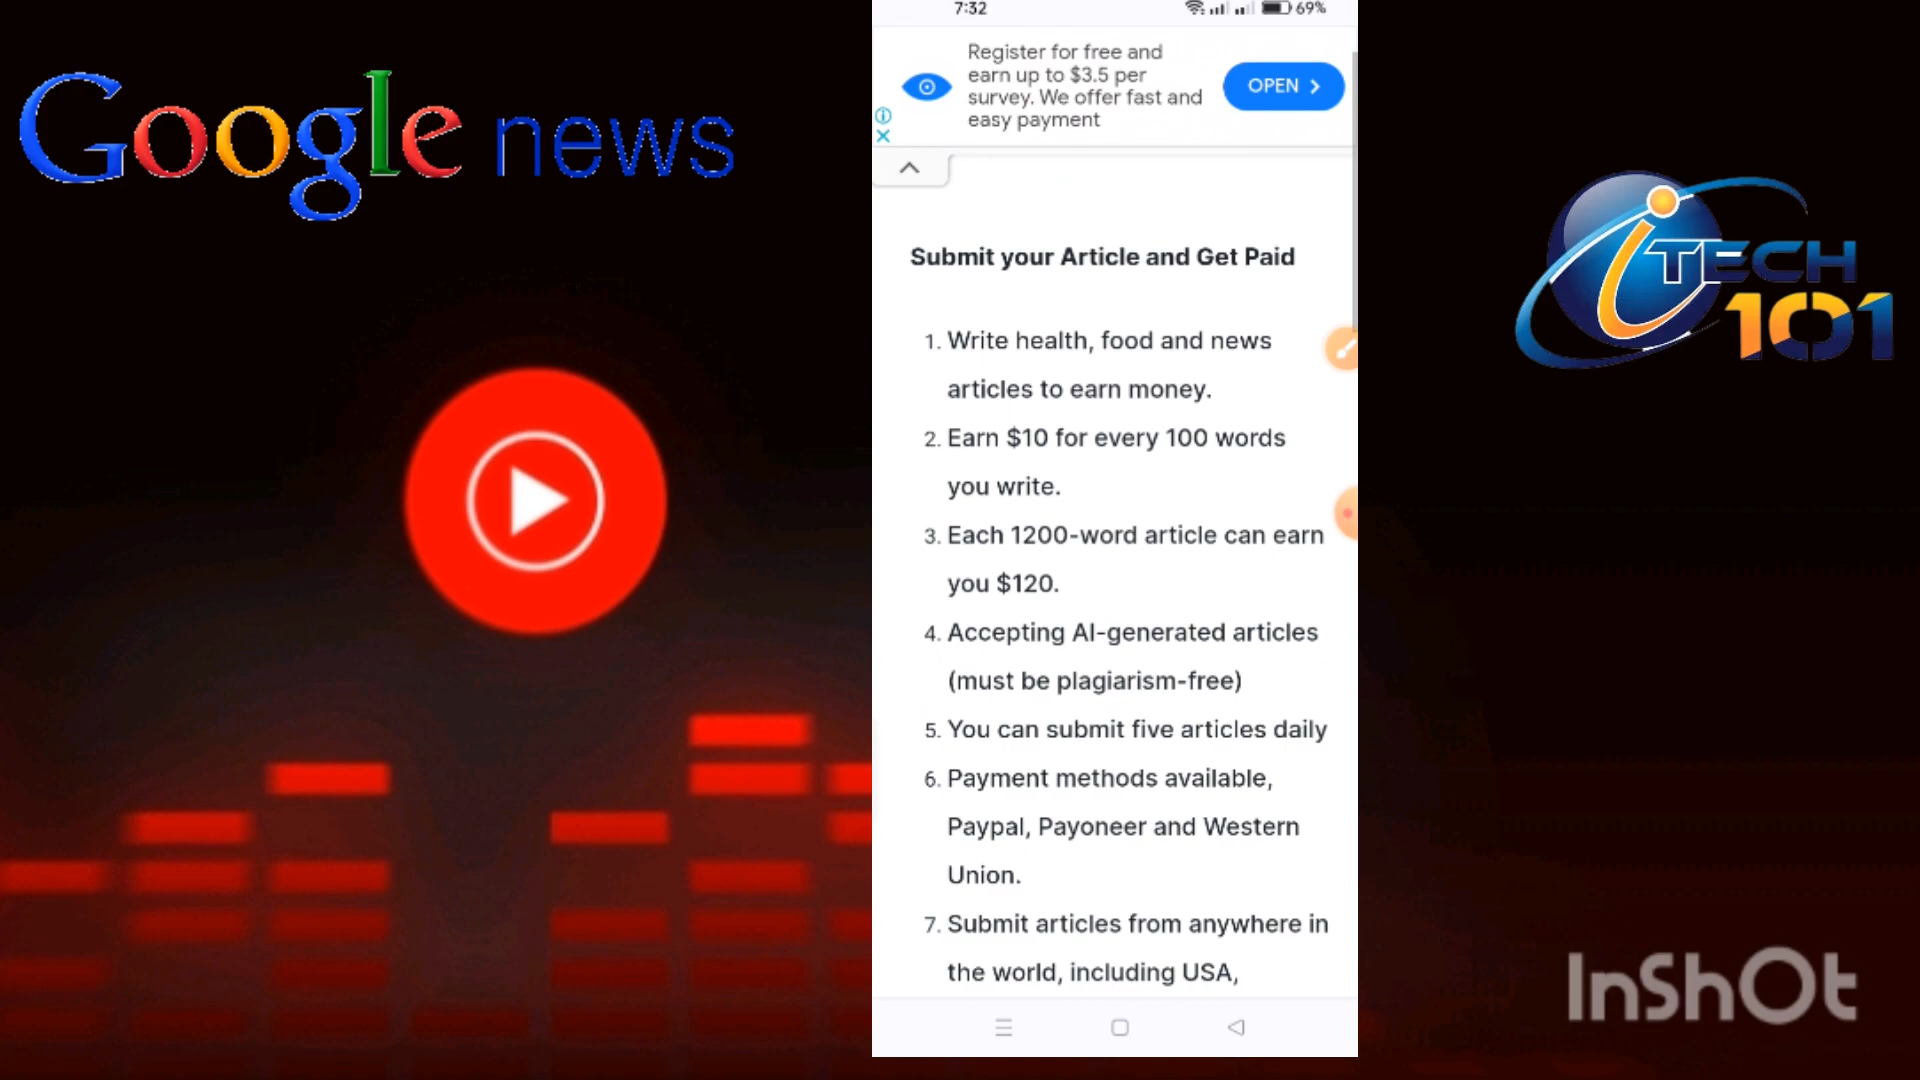 Google news
7:32
69%
Register for free and
earn up to $3.5 per
survey. We offer fast and
easy payment
OPEN
Submit your Article and Get Paid
1. Write health, food and news
articles to earn money.
2. Earn $10 for every 100 words
you write.
3. Each 1200-word article can earn
you $120.
4. Accepting AI-generated articles
(must be plagiarism-free)
5. You can submit five articles daily
6. Payment methods available,
Paypal, Payoneer and Western
Union.
7. Submit articles from anywhere in
the world, including USA,
iTECH
101
InShOt